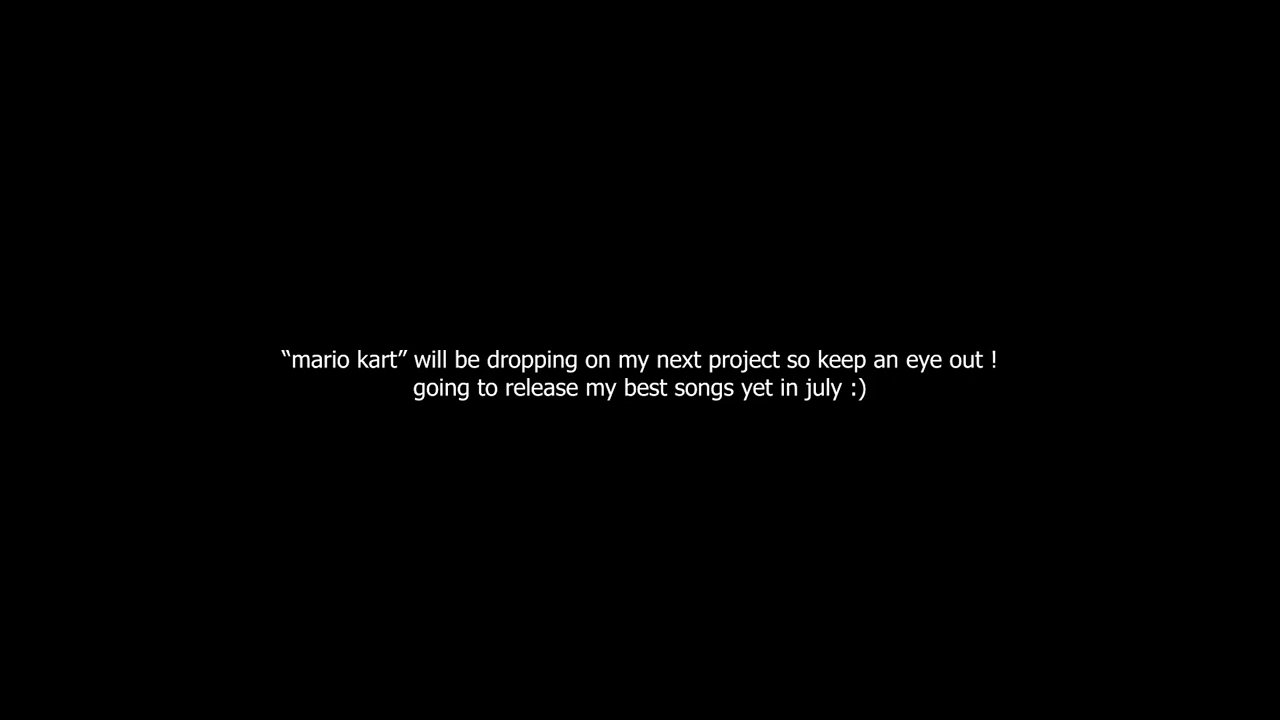 “mario kart” will be dropping on my next project so keep an eye out !
going to release my best songs yet in july :)